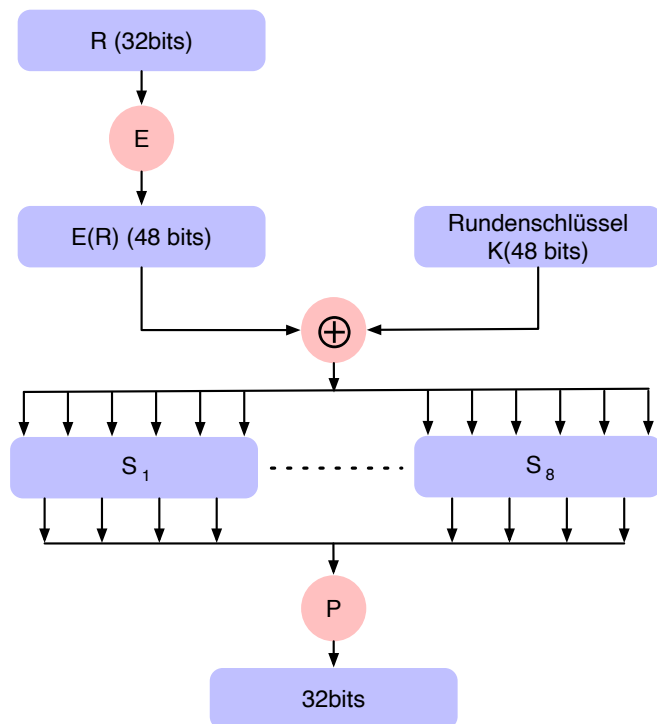 R (32bits)
E
E(R) (48 bits)
Rundenschlüssel
K(48 bits)
S 1
S 8
P
32bits